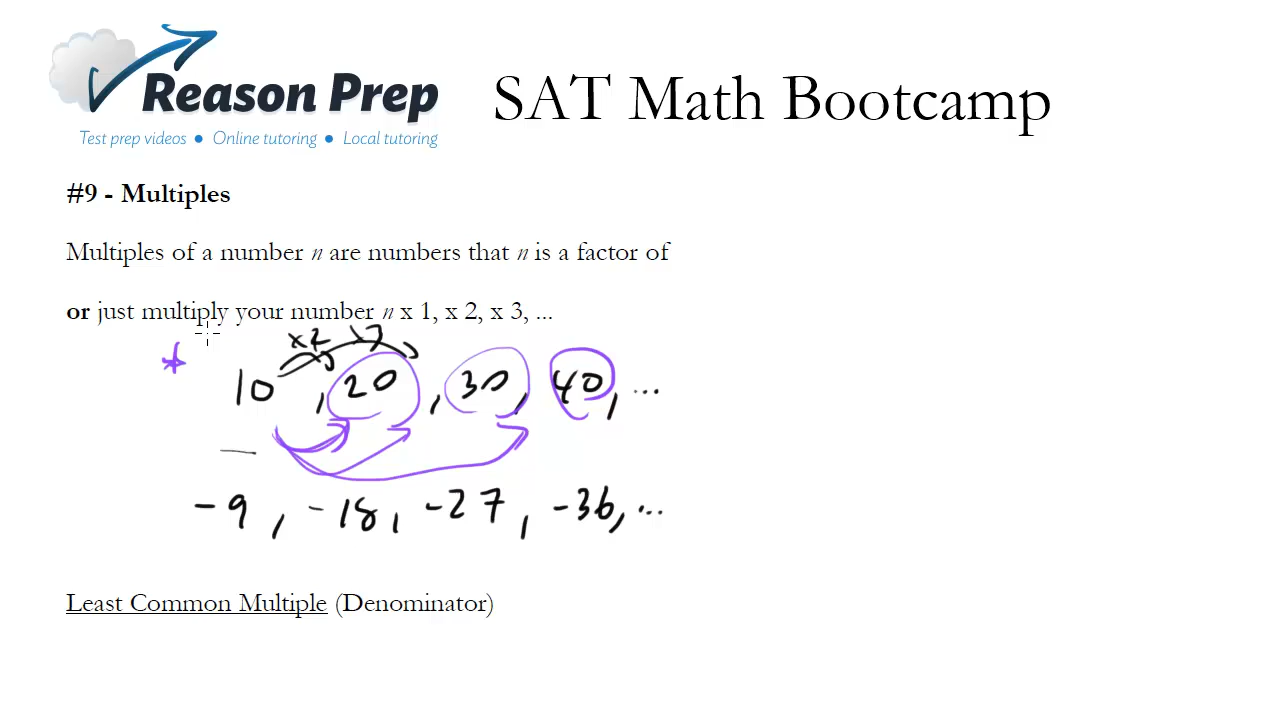 Reason Prep
Test prep videos ● Online tutoring ● Local tutoring
SAT Math Bootcamp
#9 - Multiples
Multiples of a number n are numbers that n is a factor of
or just multiply your number n x 1, x 2, x 3, ...
x2
10, 20, 30, 40, ...
-9, -18, -27, -36, ...
Least Common Multiple (Denominator)